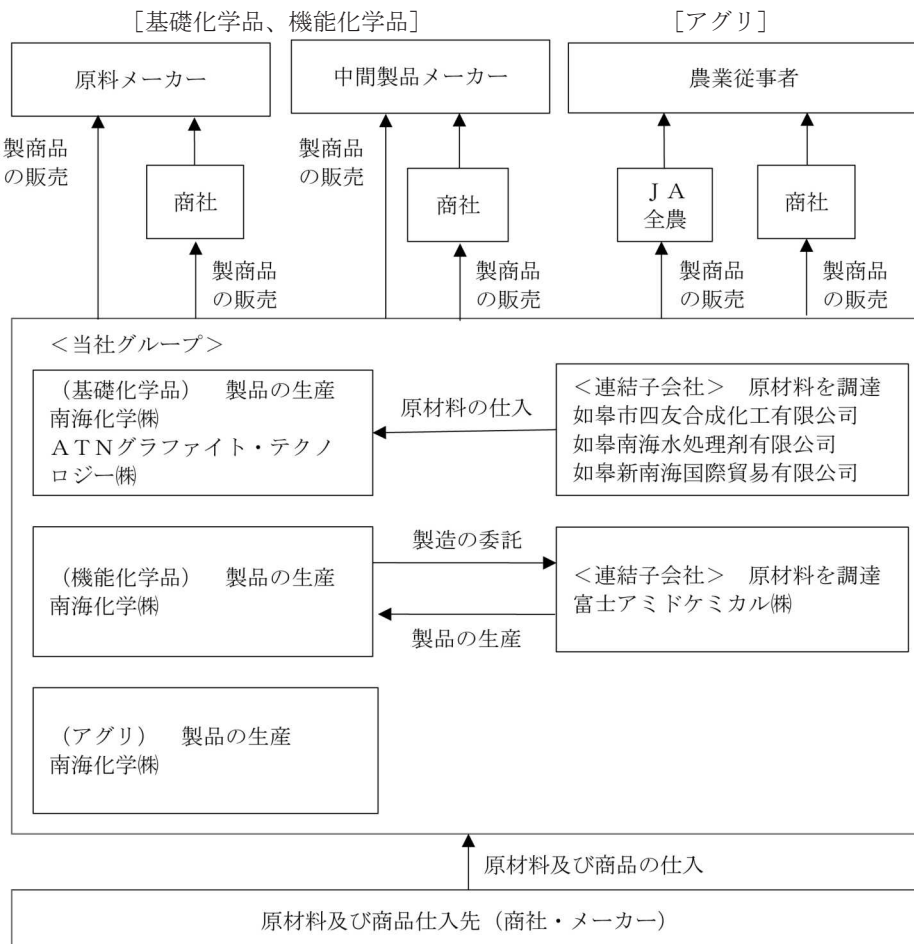 [基礎化学品、機能化学品]
[アグリ]
原料メーカー
中間製品メーカー
農業従事者
製商品
の販売
商社
製商品
の販売
商社
ＪＡ
全農
商社
製商品
の販売
製商品
の販売
製商品
の販売
製商品
の販売
＜当社グループ＞
（基礎化学品）　製品の生産
南海化学㈱
ＡＴＮグラファイト・テクノ
ロジー㈱
原材料の仕入
＜連結子会社＞　原材料を調達
如皋市四友合成化工有限公司
如皋南海水処理剤有限公司
如皋新南海国際貿易有限公司
（機能化学品）　製品の生産
南海化学㈱
製造の委託
製品の生産
＜連結子会社＞　原材料を調達
富士アミドケミカル㈱
（アグリ）　製品の生産
南海化学㈱
原材料及び商品の仕入
原材料及び商品仕入先（商社・メーカー）